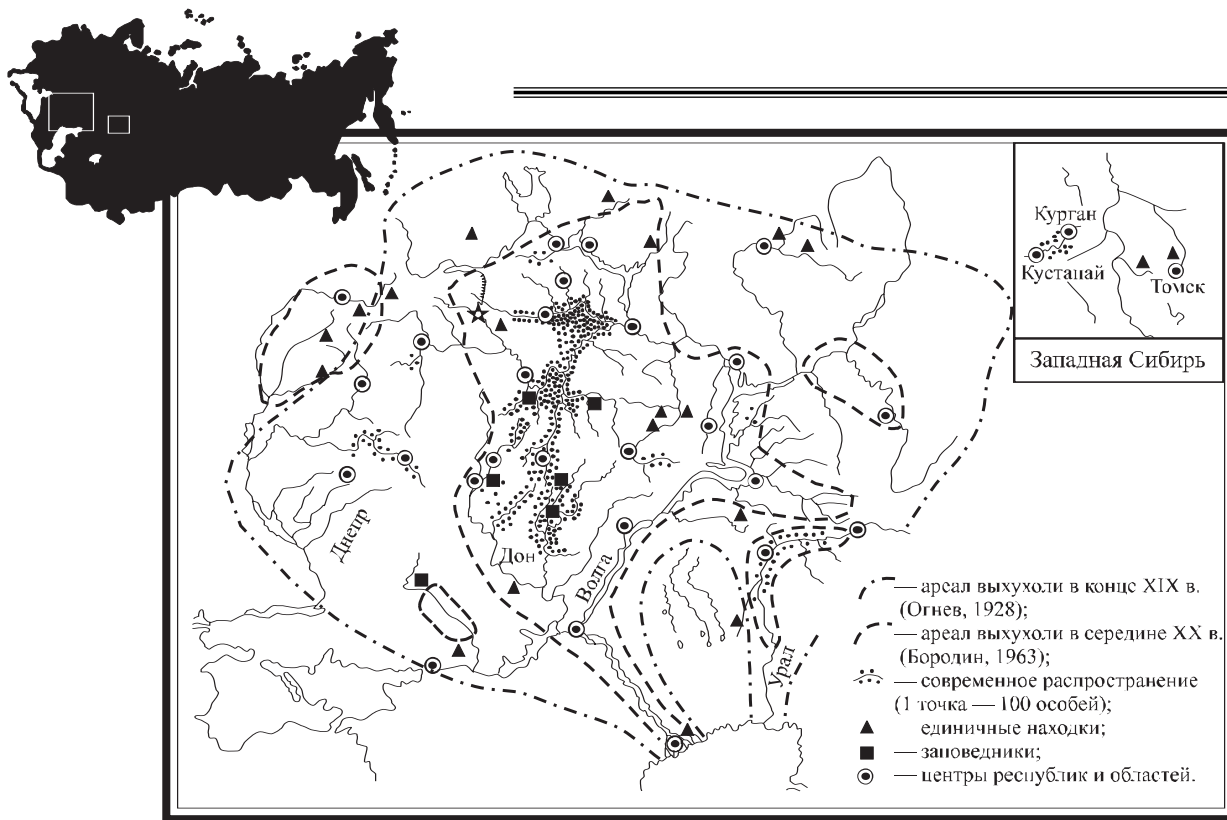 Курган
Кустанай
Томск
Западная Сибирь
Днепр
Дон
Волга
Урал
— ареал выхухоли в конце XIX в.
(Огнев, 1928);
— ареал выхухоли в середине XX в.
(Бородин, 1963);
— современное распространение
(1 точка — 100 особей);
единичные находки;
— заповедники;
— центры республик и областей.